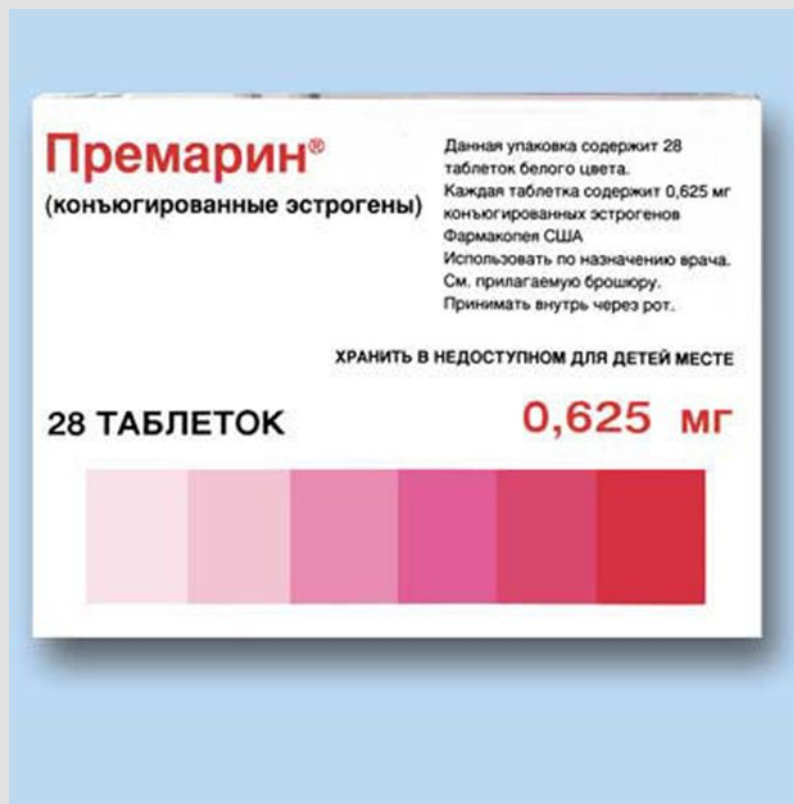 Премарин®
(конъюгированные эстрогены)
Данная упаковка содержит 28
таблеток белого цвета.
Каждая таблетка содержит 0,625 мг
конъюгированных эстрогенов
Фармакопея США
Использовать по назначению врача.
См. прилагаемую брошюру.
Принимать внутрь через рот.
ХРАНИТЬ В НЕДОСТУПНОМ ДЛЯ ДЕТЕЙ МЕСТЕ
28 ТАБЛЕТОК
0,625 мг